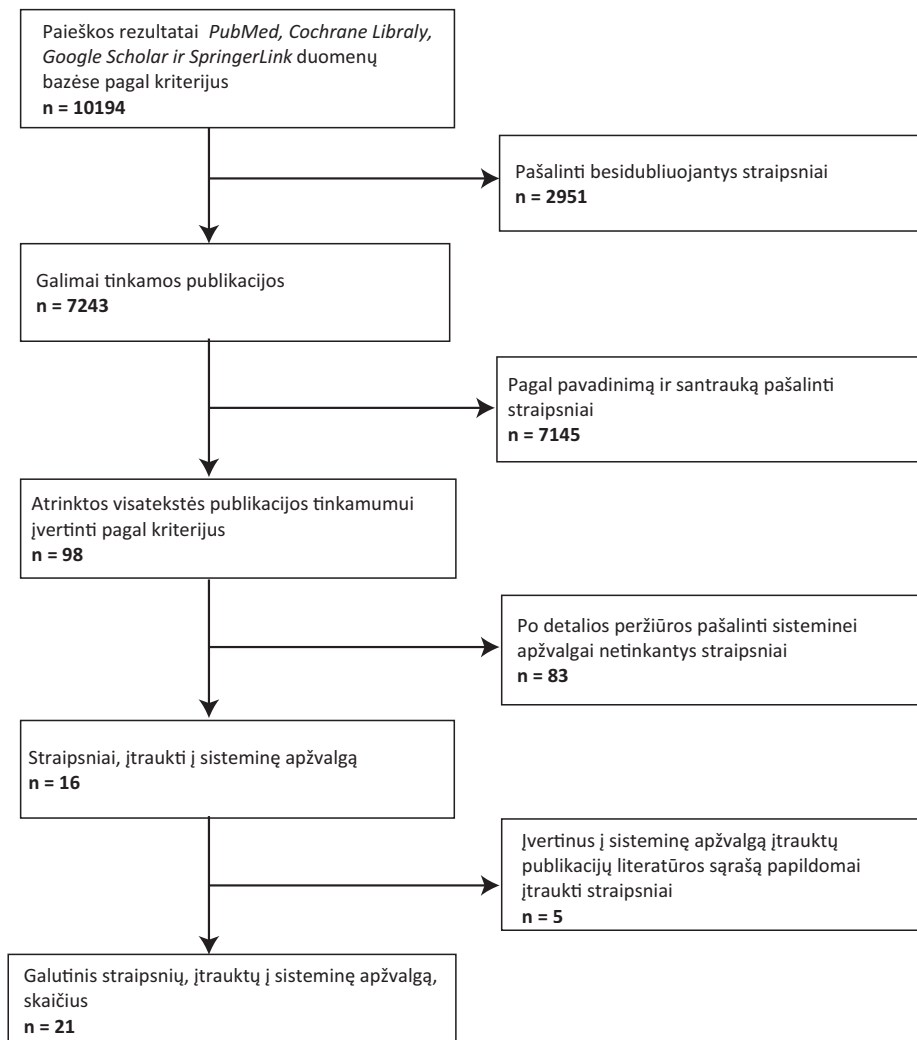 Paieškos rezultatai PubMed, Cochrane Libraly,
Google Scholar ir SpringerLink duomenų
bazėse pagal kriterijus
n = 10194
Pašalinti besidubliuojantys straipsniai
n = 2951
Galimai tinkamos publikacijos
n = 7243
Pagal pavadinimą ir santrauką pašalinti
straipsniai
n = 7145
Atrinktos visatekstės publikacijos tinkamumui
įvertinti pagal kriterijus
n = 98
Po detalios peržiūros pašalinti sisteminei
apžvalgai netinkantys straipsniai
n = 83
Straipsniai, įtraukti į sisteminę apžvalgą
n = 16
Įvertinus į sisteminę apžvalgą įtrauktų
publikacijų literatūros sąrašą papildomai
įtraukti straipsniai
n = 5
Galutinis straipsnių, įtrauktų į sisteminę apžvalgą,
skaičius
n = 21